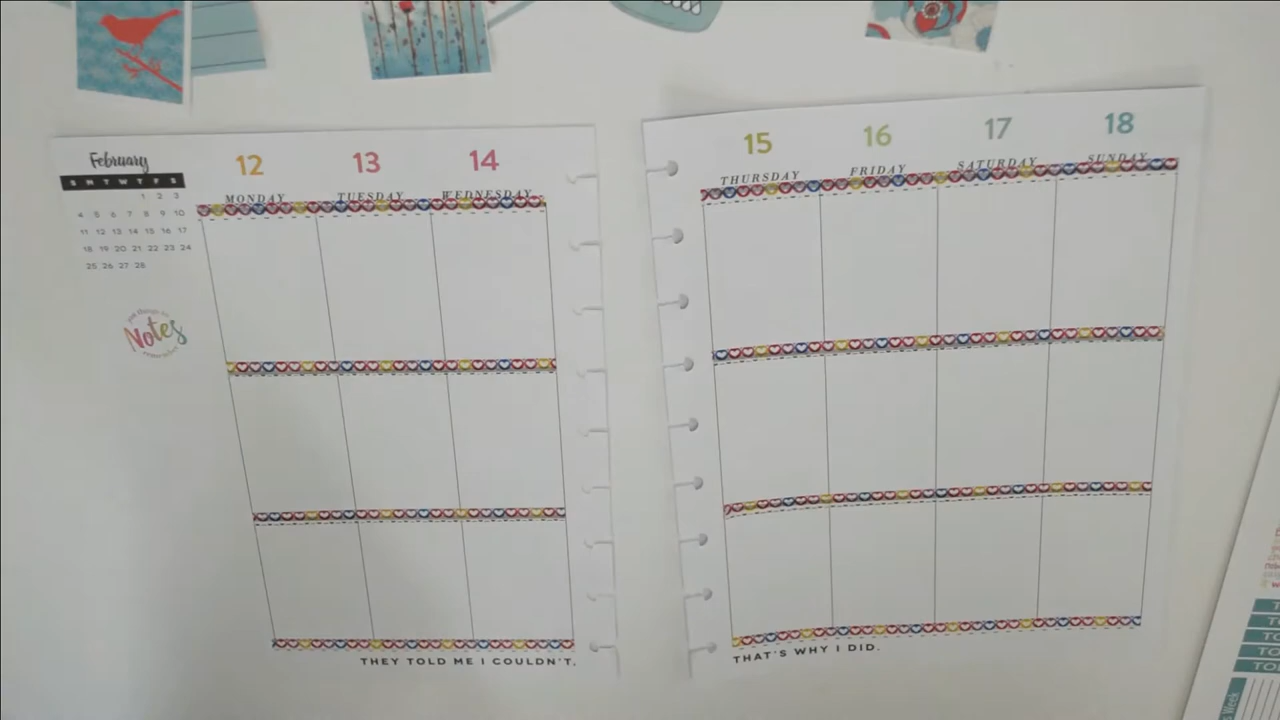 February
S M T W T F S
1 2 3
4 5 6 7 8 9 10
11 12 13 14 15 16 17
18 19 20 21 22 23 24
25 26 27 28
Notes
12 13 14
MONDAY TUESDAY WEDNESDAY
THEY TOLD ME I COULDN'T,
15 16 17 18
THURSDAY FRIDAY SATURDAY SUNDAY
THAT'S WHY I DID.
Week